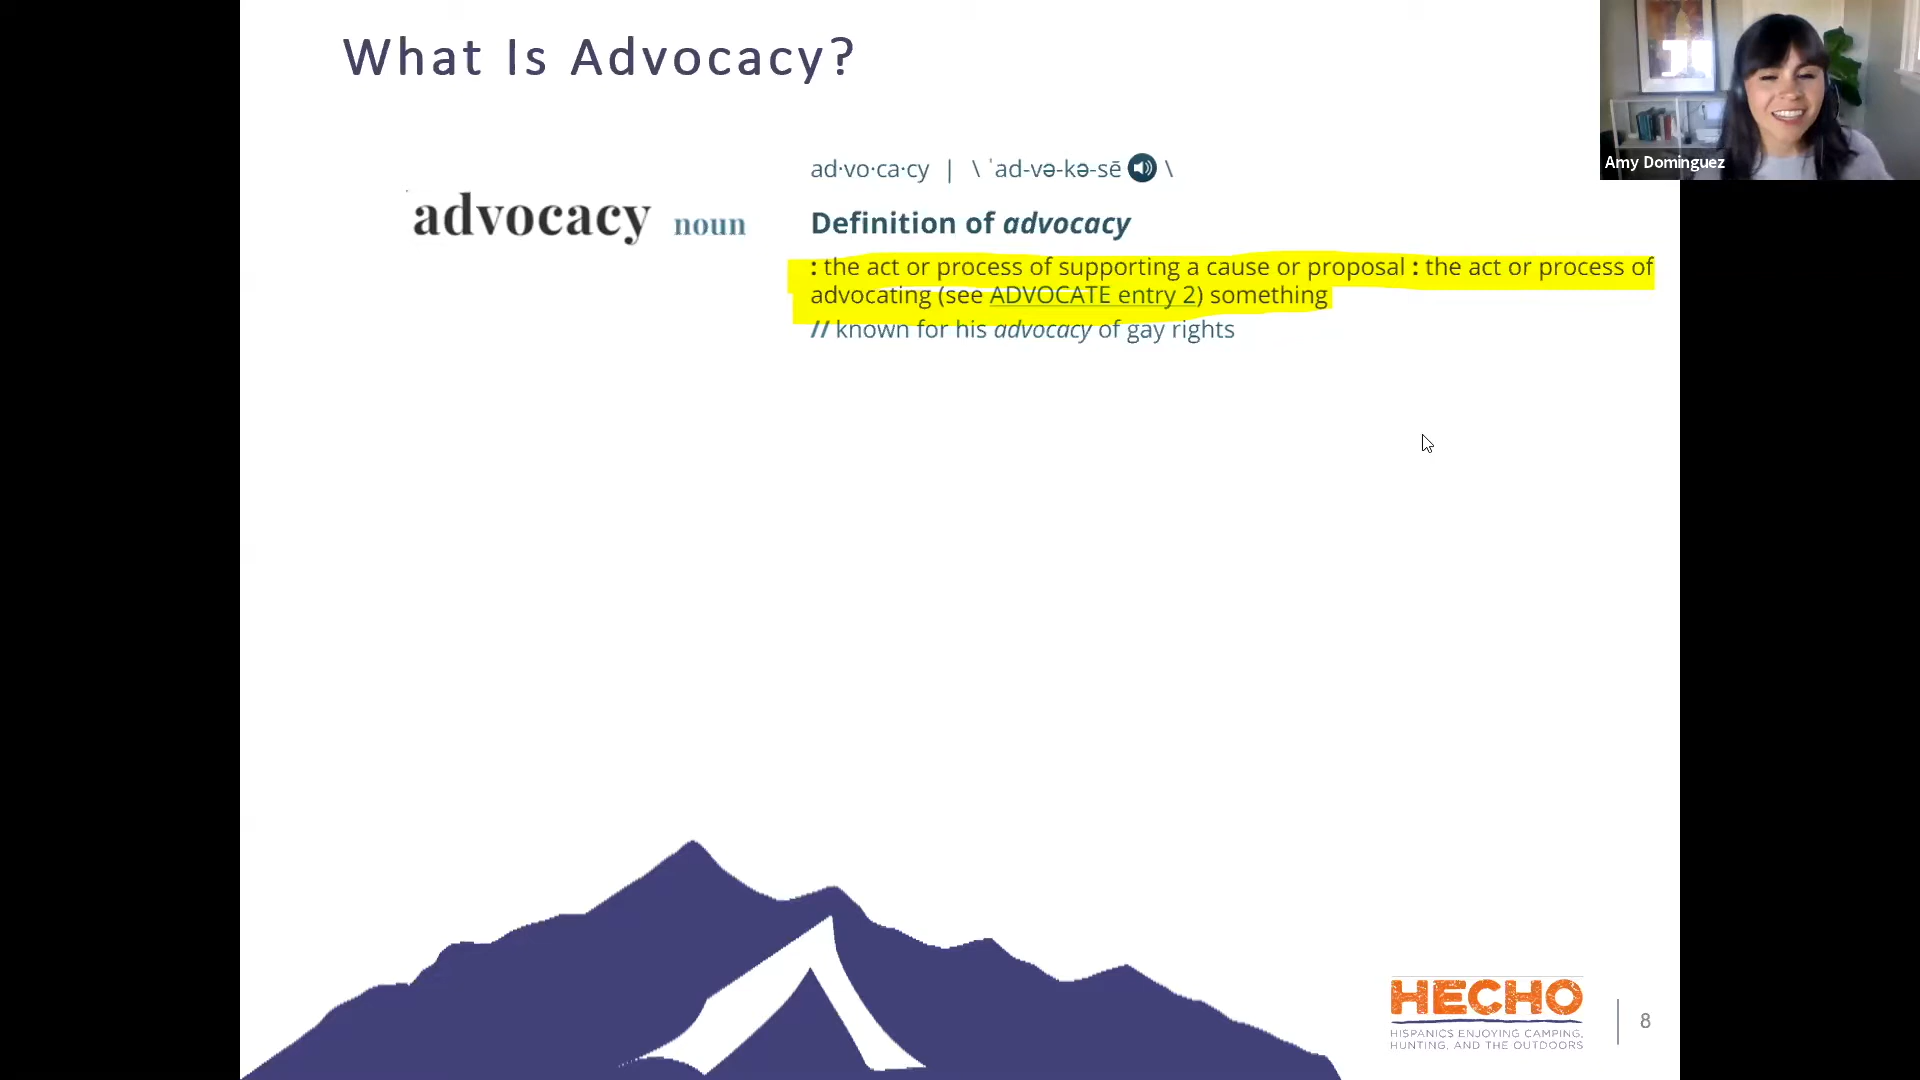 What Is Advocacy?
Amy Dominguez
ad·vo·ca·cy | \ ˈad-və-kə-sē \
advocacy noun
Definition of advocacy
: the act or process of supporting a cause or proposal : the act or process of
advocating (see ADVOCATE entry 2) something
// known for his advocacy of gay rights
HECHO
HISPANICS ENJOYING CAMPING,
HUNTING, AND THE OUTDOORS
8